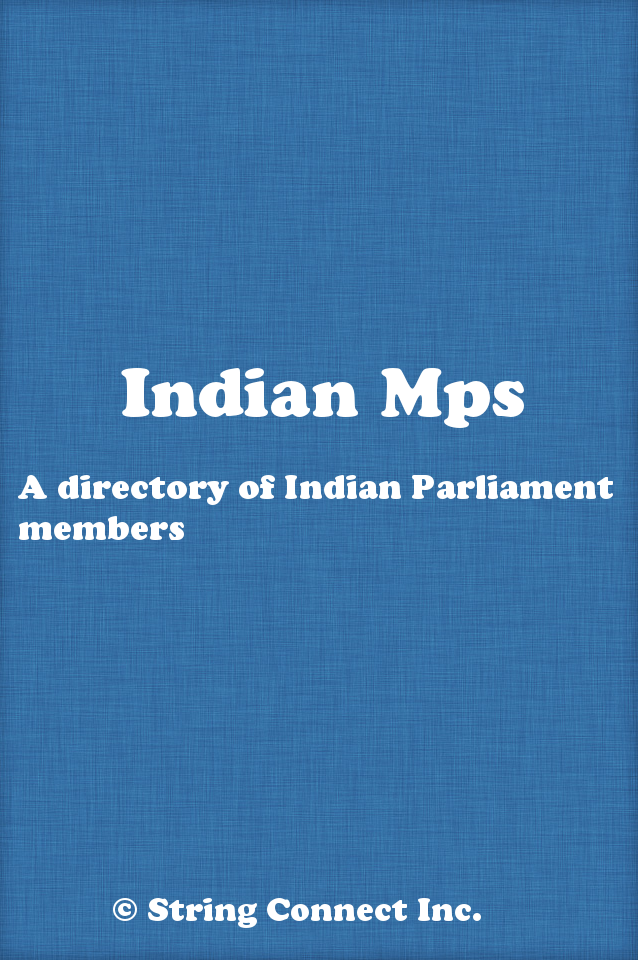 Indian Mps
A directory of Indian Parliament
members
© String Connect Inc.